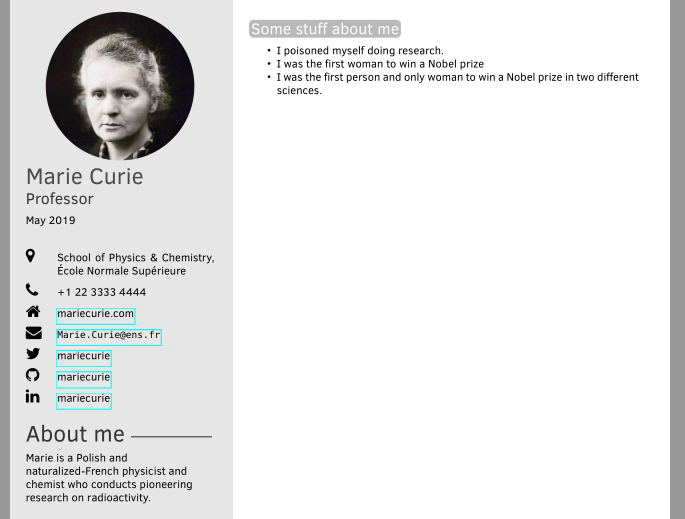 Marie Curie
Professor
May 2019
School of Physics & Chemistry,
École Normale Supérieure
+1 22 3333 4444
mariecurie.com
Marie.Curie@ens.fr
mariecurie
mariecurie
mariecurie
About me
Marie is a Polish and
naturalized-French physicist and
chemist who conducts pioneering
research on radioactivity.
Some stuff about me
• I poisoned myself doing research.
• I was the first woman to win a Nobel prize
• I was the first person and only woman to win a Nobel prize in two different
sciences.